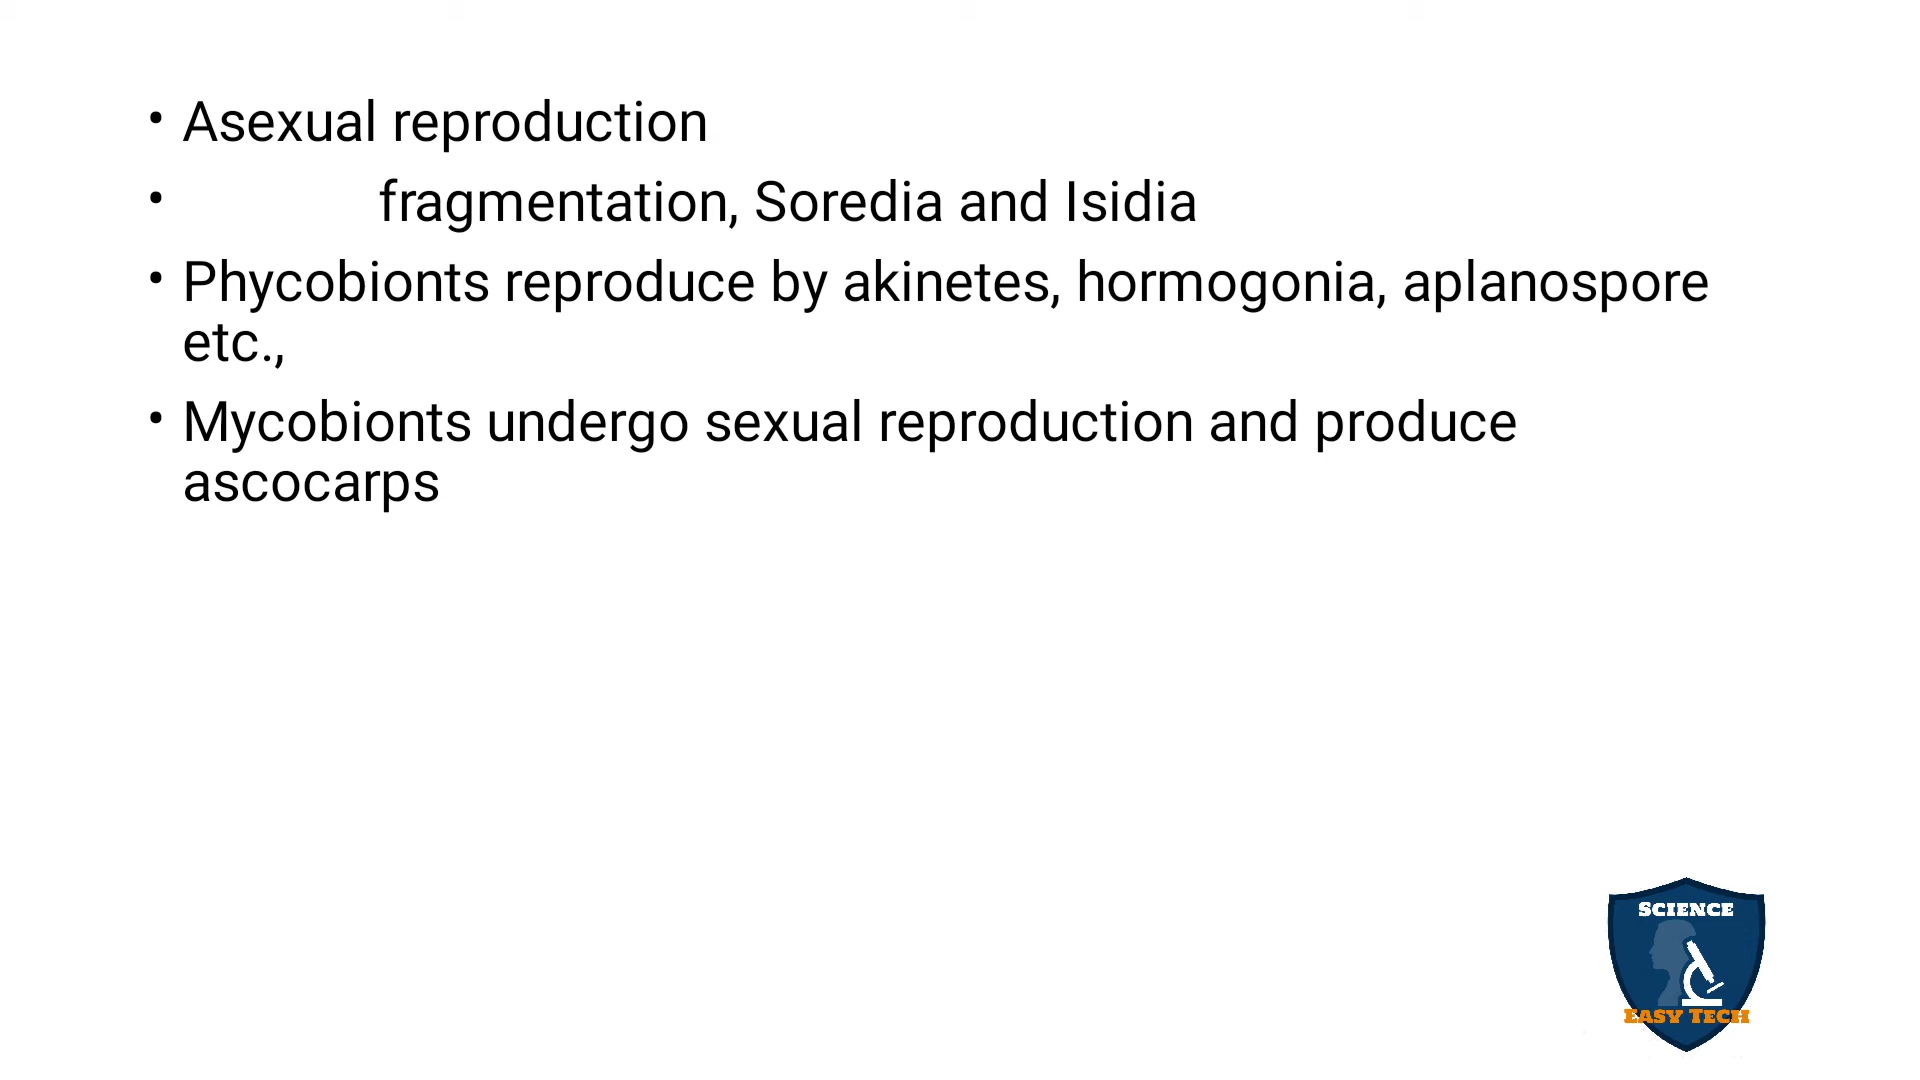 • Asexual reproduction
• fragmentation, Soredia and Isidia
• Phycobionts reproduce by akinetes, hormogonia, aplanospore
etc.,
• Mycobionts undergo sexual reproduction and produce
ascocarps
SCIENCE
EASY TECH